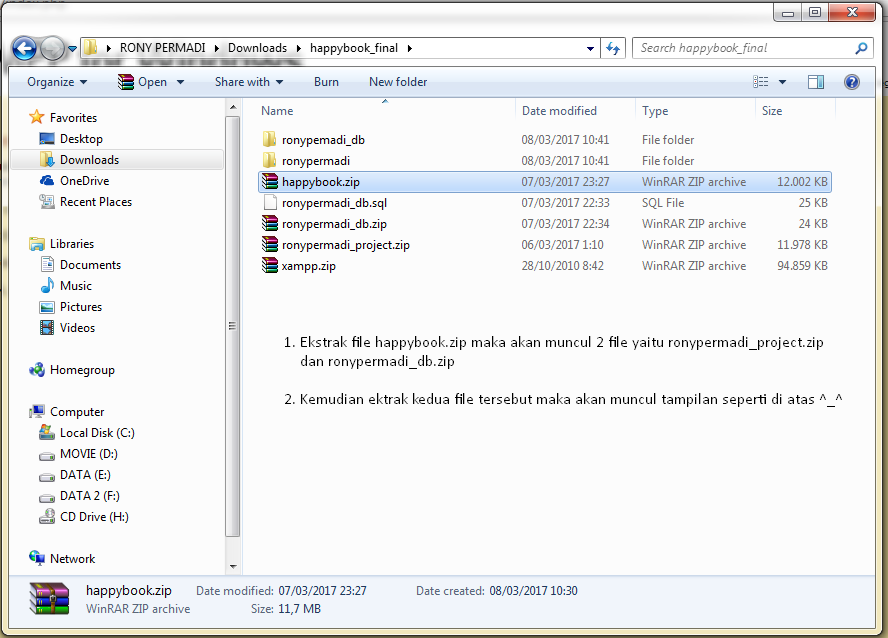 RONY PERMADI Downloads happybook_final
Search happybook_final
Organize Open Share with Burn New folder
Name Date modified Type Size
Favorites
Desktop
Downloads
OneDrive
Recent Places
Libraries
Documents
Music
Pictures
Videos
Homegroup
Computer
Local Disk (C:)
MOVIE (D:)
DATA (E:)
DATA 2 (F:)
CD Drive (H:)
Network
ronypemadi_db 08/03/2017 10:41 File folder
ronypermadi 08/03/2017 10:41 File folder
happybook.zip 07/03/2017 23:27 WinRAR ZIP archive 12.002 KB
ronypermadi_db.sql 07/03/2017 22:33 SQL File 25 KB
ronypermadi_db.zip 07/03/2017 22:34 WinRAR ZIP archive 24 KB
ronypermadi_project.zip 06/03/2017 1:10 WinRAR ZIP archive 11.978 KB
xampp.zip 28/10/2010 8:42 WinRAR ZIP archive 94.859 KB
1. Ekstrak file happybook.zip maka akan muncul 2 file yaitu ronypermadi_project.zip
dan ronypermadi_db.zip
2. Kemudian ektrak kedua file tersebut maka akan muncul tampilan seperti di atas ^_^
happybook.zip Date modified: 07/03/2017 23:27 Date created: 08/03/2017 10:30
WinRAR ZIP archive Size: 11,7 MB